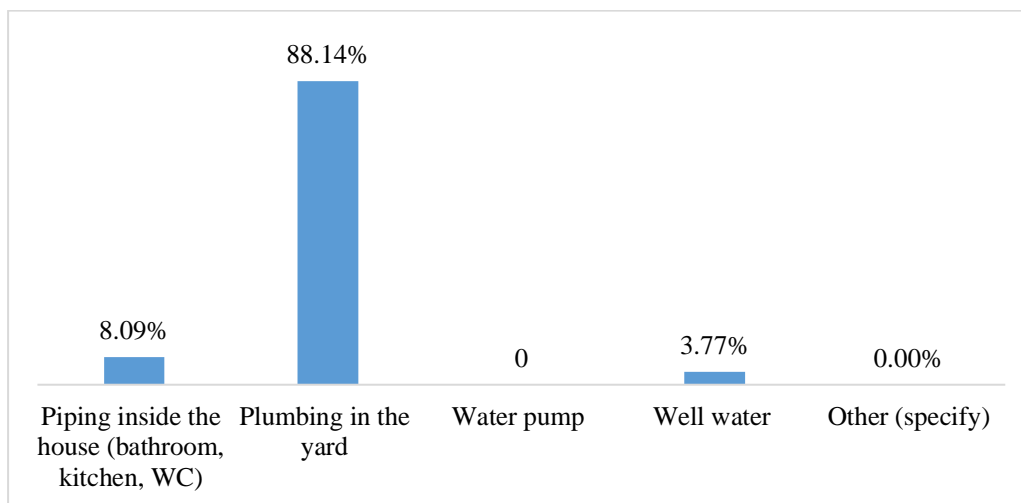 88.14%
8.09%
0
3.77%
0.00%
Piping inside the
house (bathroom,
kitchen, WC)
Plumbing in the
yard
Water pump
Well water
Other (specify)